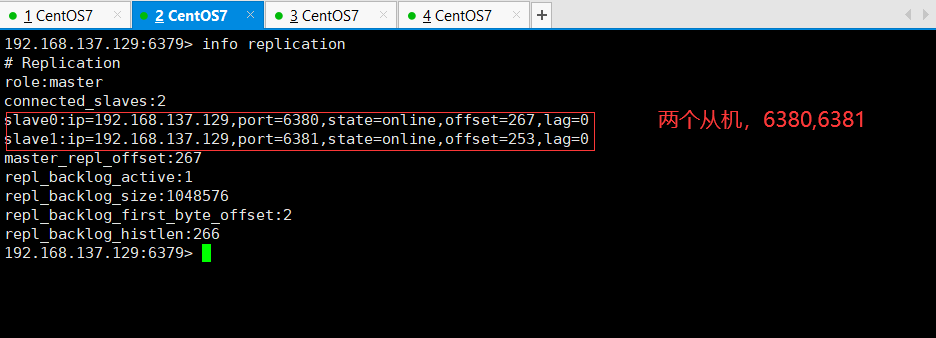 1 CentOS7 × 2 CentOS7 × 3 CentOS7 × 4 CentOS7 × +
192.168.137.129:6379> info replication
# Replication
role:master
connected_slaves:2
slave0:ip=192.168.137.129,port=6380,state=online,offset=267,lag=0
两个从机，6380,6381
slave1:ip=192.168.137.129,port=6381,state=online,offset=253,lag=0
master_repl_offset:267
repl_backlog_active:1
repl_backlog_size:1048576
repl_backlog_first_byte_offset:2
repl_backlog_histlen:266
192.168.137.129:6379>